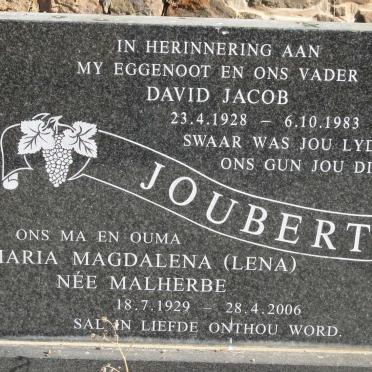 IN HERINNERING AAN
MY EGGENOOT EN ONS VADER
DAVID JACOB
23.4.1928 – 6.10.1983
SWAAR WAS JOU
ONS GUN JOU
JOUBERT
ONS MA EN OUMA
MARIA MAGDALENA (LENA)
NÉE MALHERBE
18.7.1929 – 28.4.2006
SAL IN LIEFDE ONTHOU WORD.